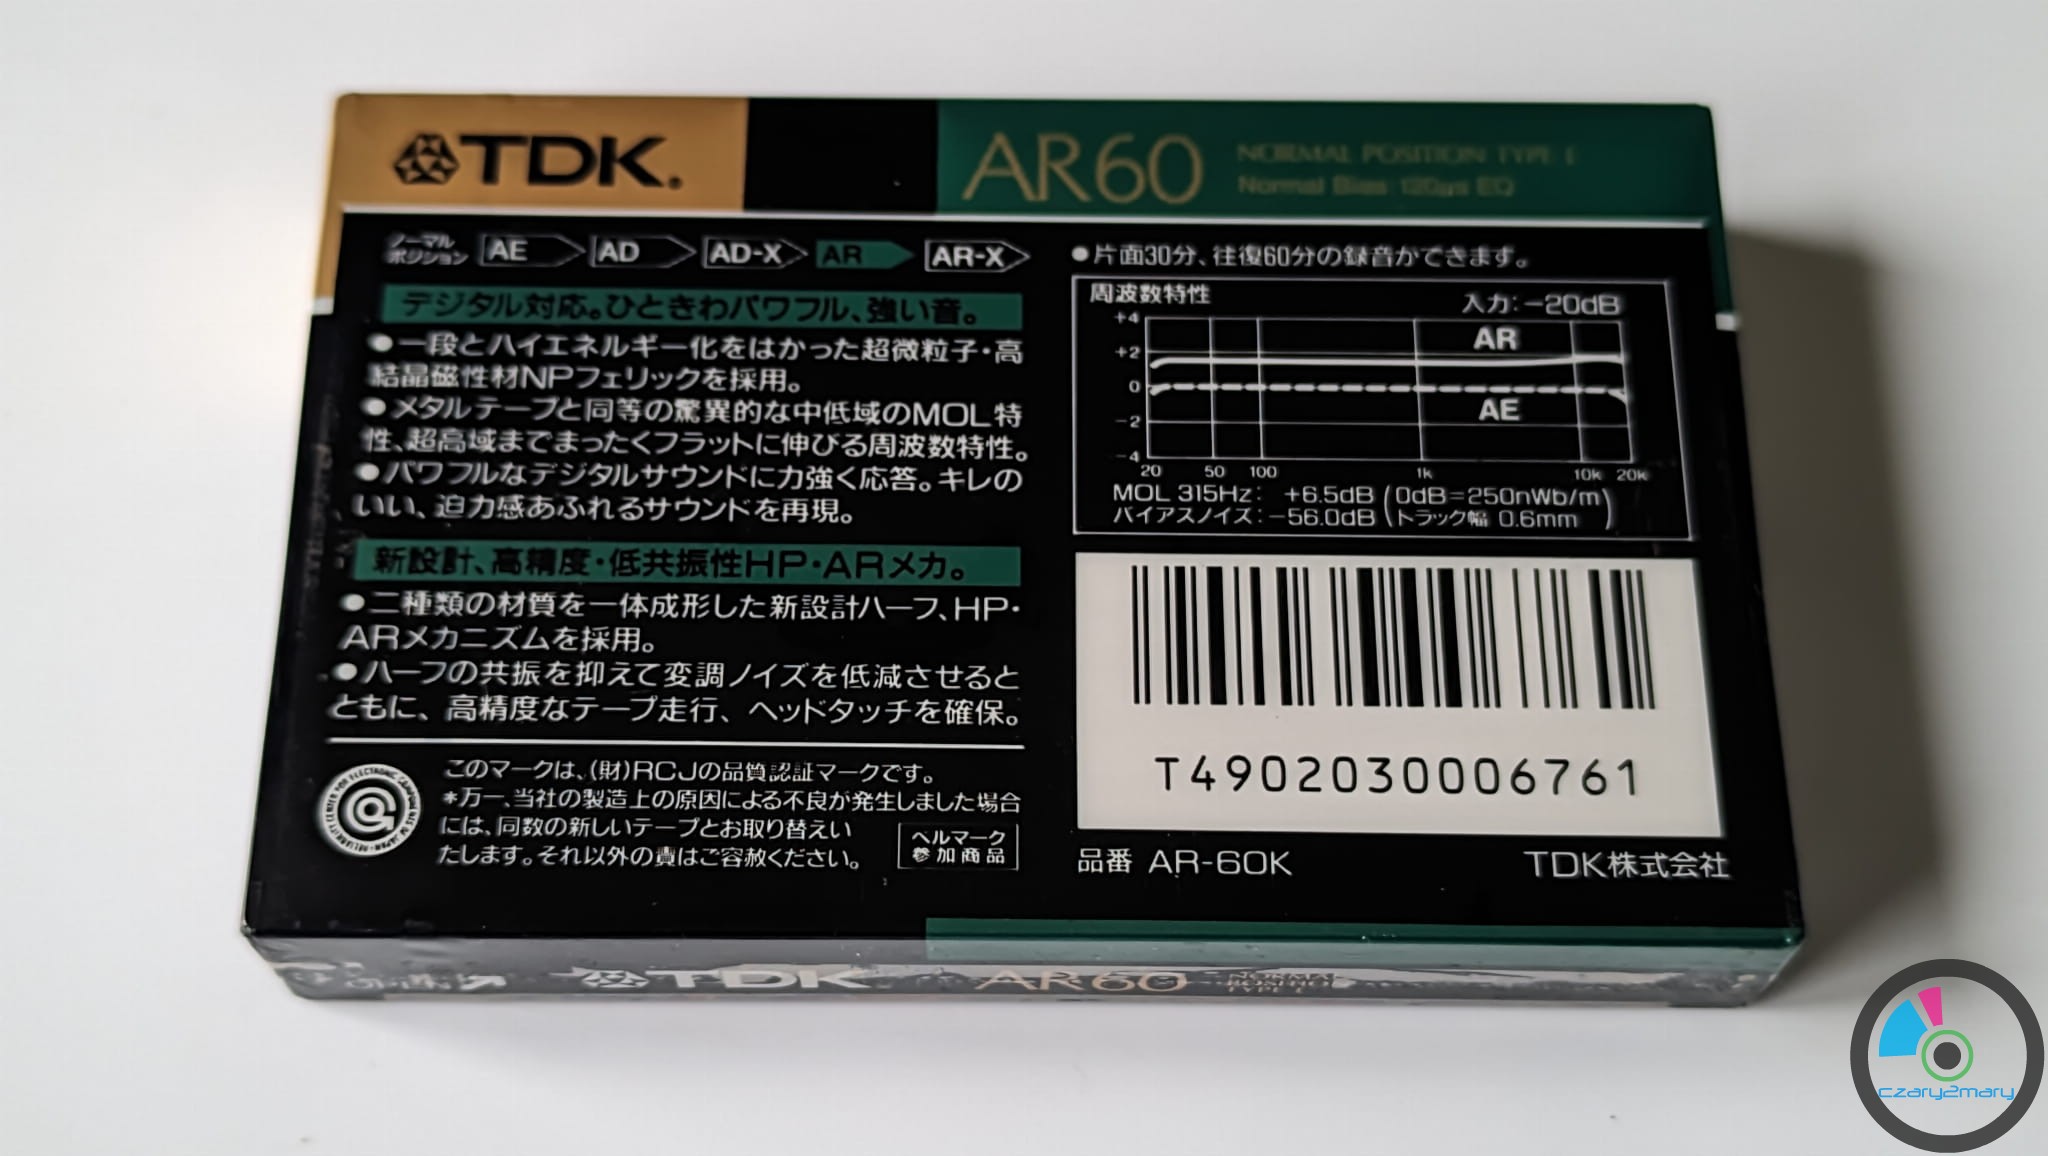 TDK.
AR60
NORMAL POSITION TYPE I
Normal Bias 120μs EQ
ノーマル
ポジション
AE
AD
AD-X
AR
AR-X
デジタル対応。ひときわパワフル、強い音。
●一段とハイエネルギー化をはかった超微粒子・高
結晶磁性材NPフェリックを採用。
●メタルテープと同等の驚異的な中低域のMOL特
性、超高域までまったくフラットに伸びる周波数特性。
●パワフルなデジタルサウンドに力強く応答。キレの
いい、迫力感あふれるサウンドを再現。
新設計、高精度・低共振性HP・ARメカ。
●二種類の材質を一体成形した新設計ハーフ、HP・
ARメカニズムを採用。
●ハーフの共振を抑えて変調ノイズを低減させると
ともに、高精度なテープ走行、ヘッドタッチを確保。
RELIABILITY CENTER FOR ELECTRONIC COMPONENTS OF JAPAN
このマークは、(財)RCJの品質認証マークです。
*万一、当社の製造上の原因による不良が発生しました場合
には、同数の新しいテープとお取り替えい
たします。それ以外の責はご容赦ください。
ベルマーク
参加商品
●片面30分、往復60分の録音ができます。
周波数特性
入力:-20dB
+4
+2
0
-2
-4
AR
AE
20 50 100 1k 10k 20k
MOL 315Hz: +6.5dB (0dB=250nWb/m
バイアスノイズ:-56.0dB トラック幅 0.6mm)
T4902030006761
品番 AR-60K
TDK株式会社
TDK
AR60
NORMAL
POSITION
TYPE I
czary2mary